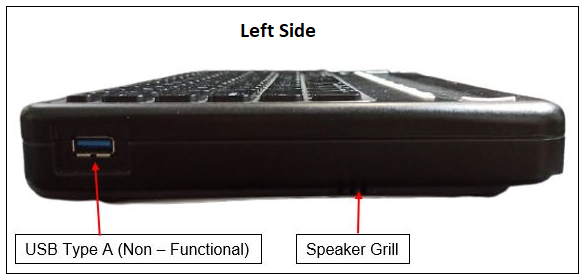 Left Side
USB Type A (Non – Functional)
Speaker Grill